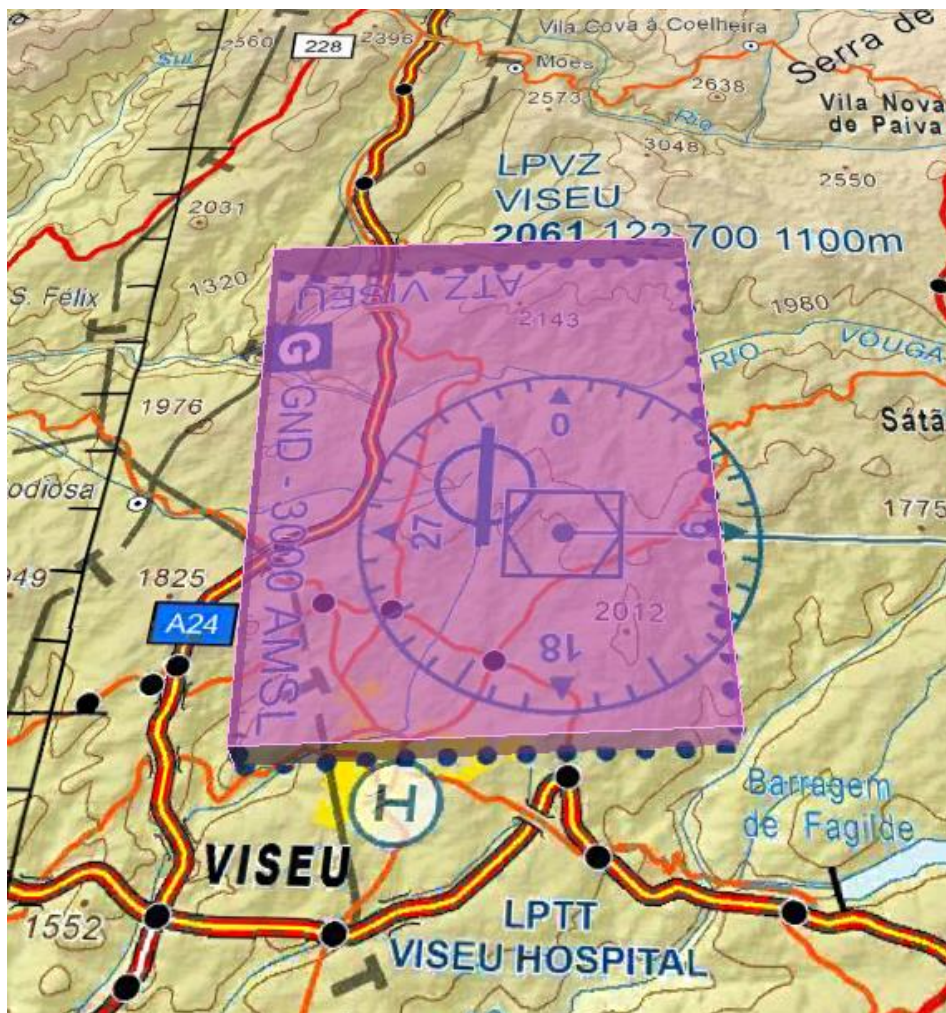 228
2396
2560
Sul
Vila Cova à Coelheira
Moes
2573
2638
Serra de
Vila Nova
de Paiva
Rio
3048
2550
LPVZ
VISEU
2061 122,700 1100m
2031
1320
S. Félix
ATZ VISEU
2143
1980
RIO VOUGA
G GND - 3000 AMSL
1976
0
Sátã
odiosa
27
9
1775
949
1825
2012
A24
18
H
Barragem
de Fagilde
VISEU
1552
LPTT
VISEU HOSPITAL